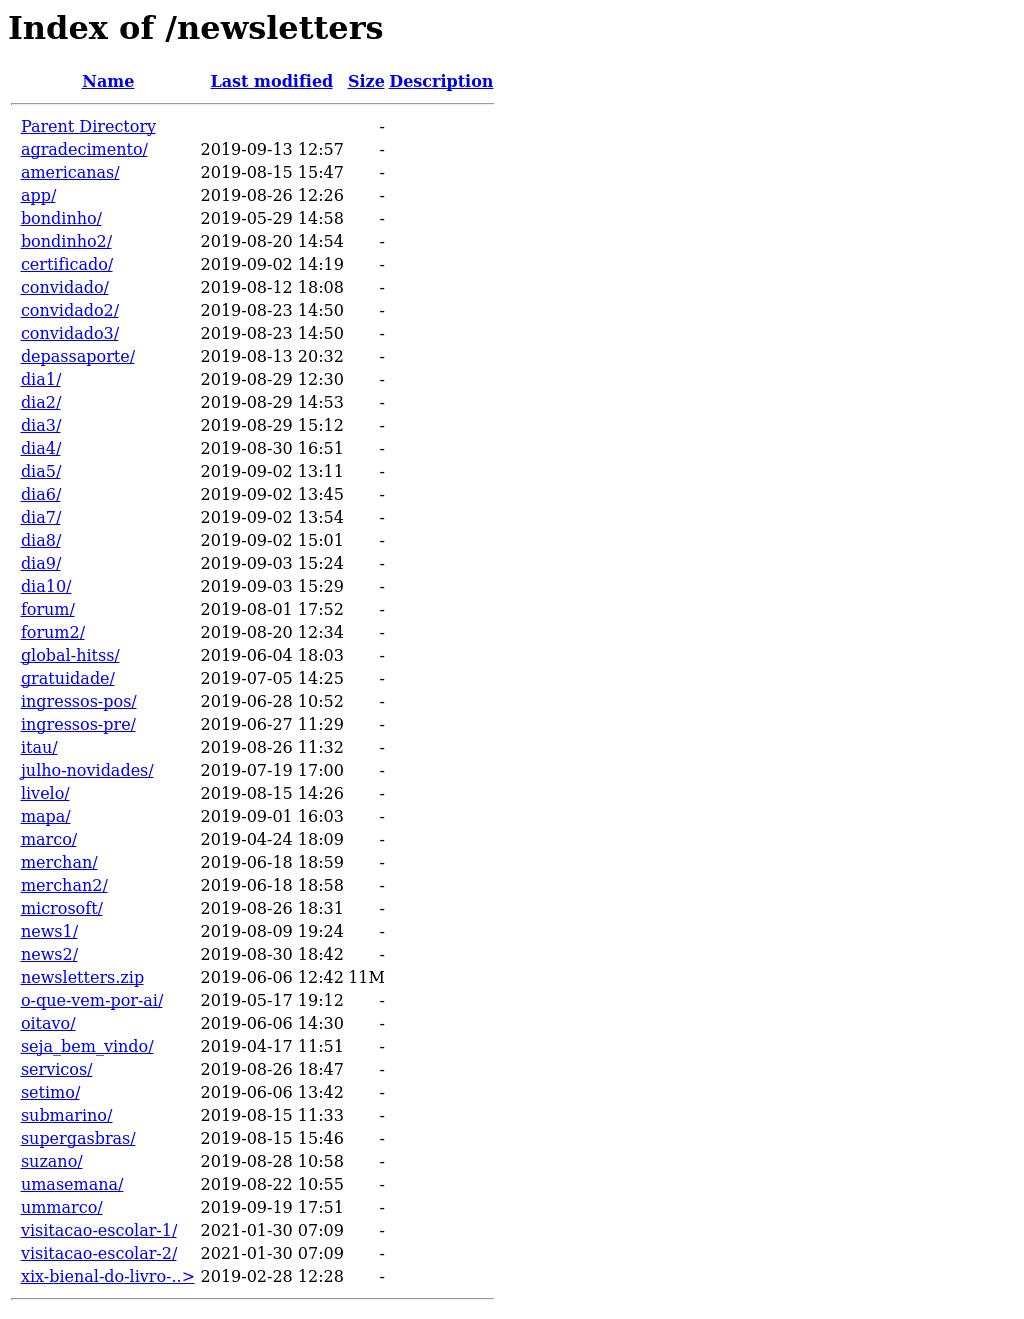 Index of /newsletters
Name Last modified Size Description
Parent Directory -
agradecimento/ 2019-09-13 12:57 -
americanas/ 2019-08-15 15:47 -
app/ 2019-08-26 12:26 -
bondinho/ 2019-05-29 14:58 -
bondinho2/ 2019-08-20 14:54 -
certificado/ 2019-09-02 14:19 -
convidado/ 2019-08-12 18:08 -
convidado2/ 2019-08-23 14:50 -
convidado3/ 2019-08-23 14:50 -
depassaporte/ 2019-08-13 20:32 -
dia1/ 2019-08-29 12:30 -
dia2/ 2019-08-29 14:53 -
dia3/ 2019-08-29 15:12 -
dia4/ 2019-08-30 16:51 -
dia5/ 2019-09-02 13:11 -
dia6/ 2019-09-02 13:45 -
dia7/ 2019-09-02 13:54 -
dia8/ 2019-09-02 15:01 -
dia9/ 2019-09-03 15:24 -
dia10/ 2019-09-03 15:29 -
forum/ 2019-08-01 17:52 -
forum2/ 2019-08-20 12:34 -
global-hitss/ 2019-06-04 18:03 -
gratuidade/ 2019-07-05 14:25 -
ingressos-pos/ 2019-06-28 10:52 -
ingressos-pre/ 2019-06-27 11:29 -
itau/ 2019-08-26 11:32 -
julho-novidades/ 2019-07-19 17:00 -
livelo/ 2019-08-15 14:26 -
mapa/ 2019-09-01 16:03 -
marco/ 2019-04-24 18:09 -
merchan/ 2019-06-18 18:59 -
merchan2/ 2019-06-18 18:58 -
microsoft/ 2019-08-26 18:31 -
news1/ 2019-08-09 19:24 -
news2/ 2019-08-30 18:42 -
newsletters.zip 2019-06-06 12:42 11M
o-que-vem-por-ai/ 2019-05-17 19:12 -
oitavo/ 2019-06-06 14:30 -
seja_bem_vindo/ 2019-04-17 11:51 -
servicos/ 2019-08-26 18:47 -
setimo/ 2019-06-06 13:42 -
submarino/ 2019-08-15 11:33 -
supergasbras/ 2019-08-15 15:46 -
suzano/ 2019-08-28 10:58 -
umasemana/ 2019-08-22 10:55 -
ummarco/ 2019-09-19 17:51 -
visitacao-escolar-1/ 2021-01-30 07:09 -
visitacao-escolar-2/ 2021-01-30 07:09 -
xix-bienal-do-livro-..> 2019-02-28 12:28 -